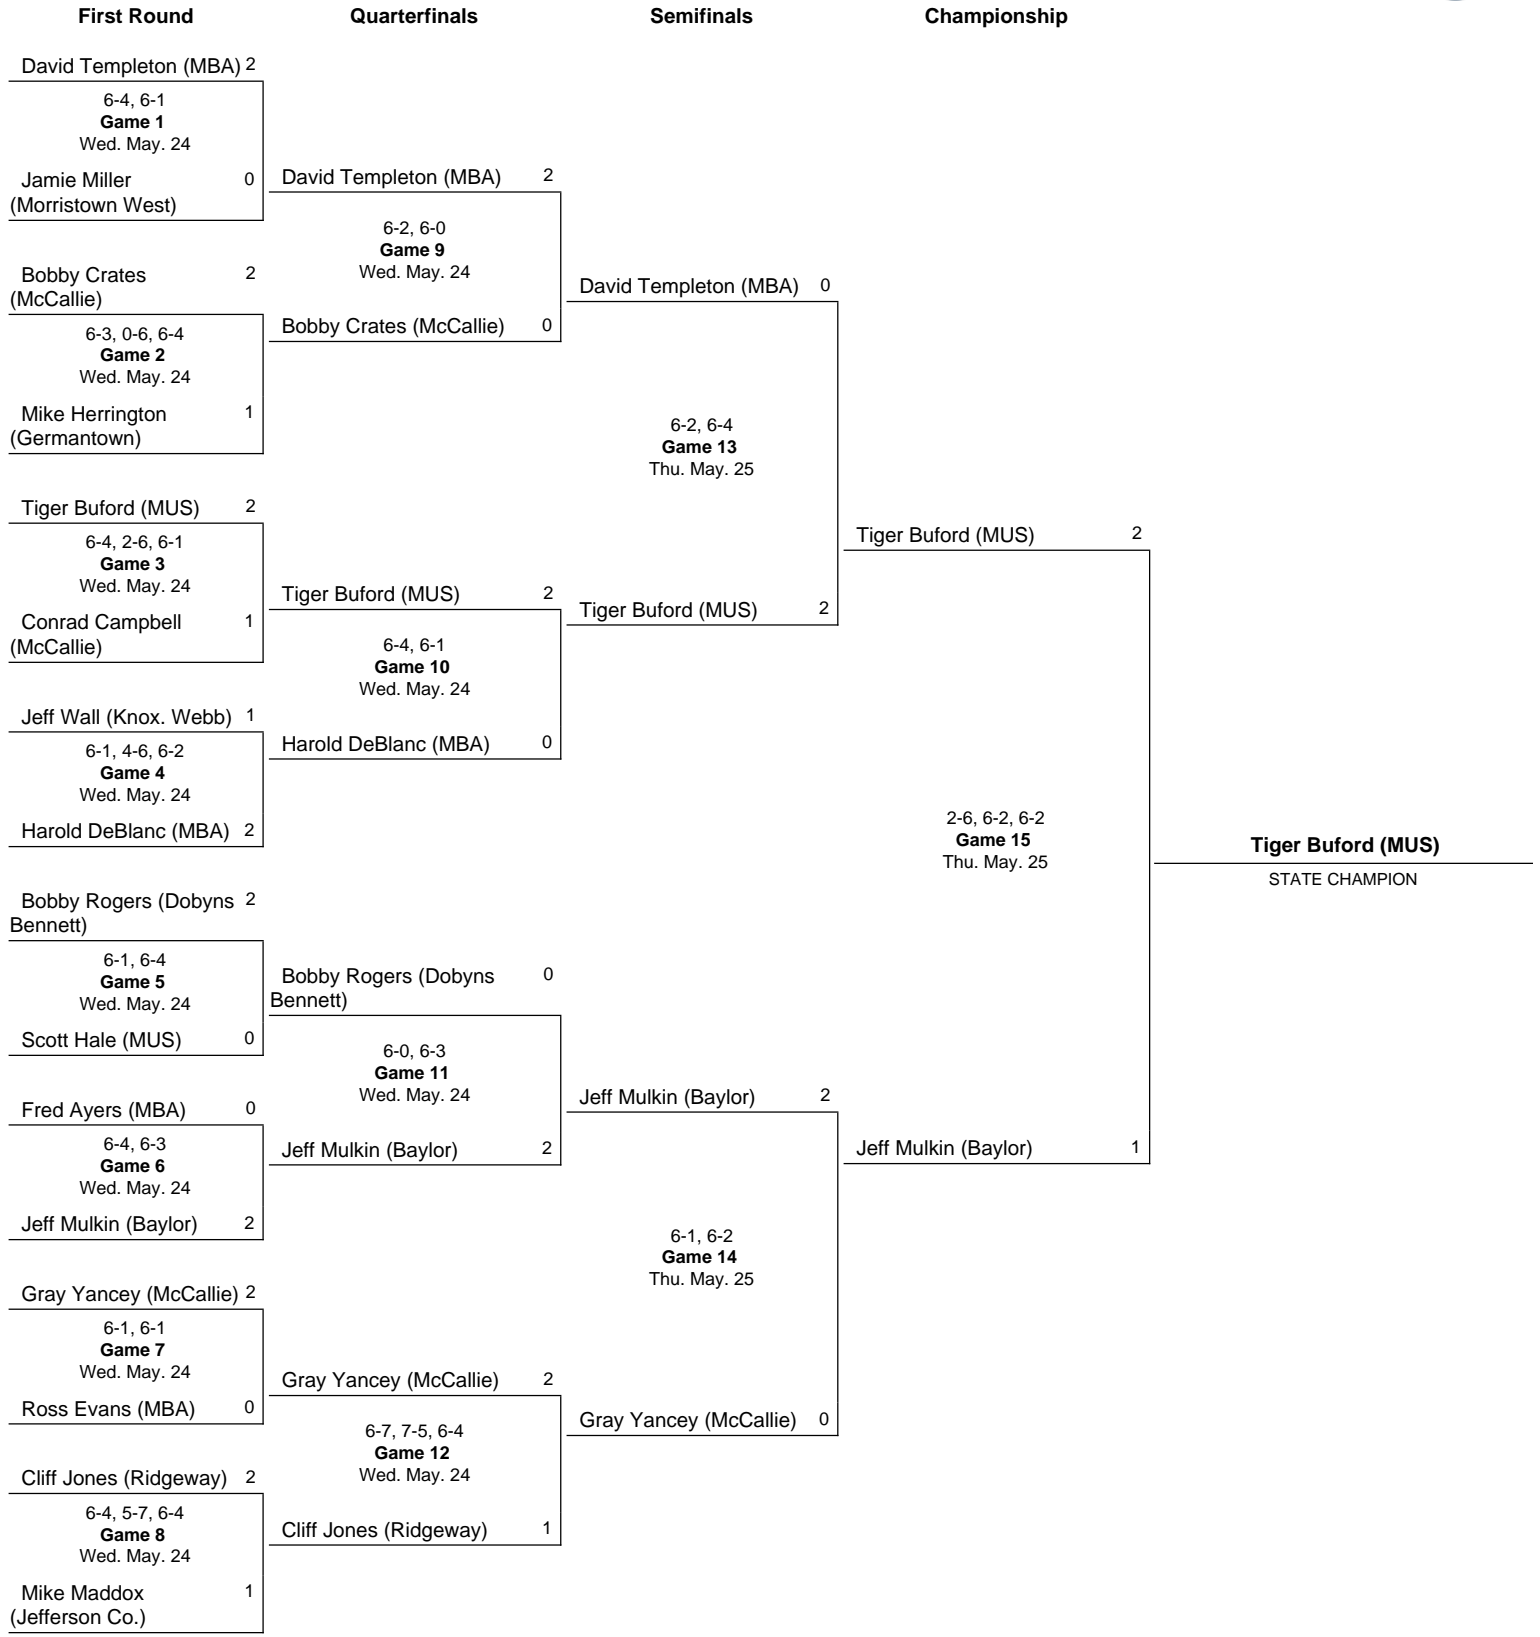 First Round
Quarterfinals
Semifinals
Championship
David Templeton (MBA) 2
6-4, 6-1
Game 1
Wed. May. 24
Jamie Miller 0
(Morristown West)
Bobby Crates 2
(McCallie)
6-3, 0-6, 6-4
Game 2
Wed. May. 24
Mike Herrington 1
(Germantown)
Tiger Buford (MUS) 2
6-4, 2-6, 6-1
Game 3
Wed. May. 24
Conrad Campbell 1
(McCallie)
Jeff Wall (Knox. Webb) 1
6-1, 4-6, 6-2
Game 4
Wed. May. 24
Harold DeBlanc (MBA) 2
Bobby Rogers (Dobyns 2
Bennett)
6-1, 6-4
Game 5
Wed. May. 24
Scott Hale (MUS) 0
Fred Ayers (MBA) 0
6-4, 6-3
Game 6
Wed. May. 24
Jeff Mulkin (Baylor) 2
Gray Yancey (McCallie) 2
6-1, 6-1
Game 7
Wed. May. 24
Ross Evans (MBA) 0
Cliff Jones (Ridgeway) 2
6-4, 5-7, 6-4
Game 8
Wed. May. 24
Mike Maddox 1
(Jefferson Co.)
David Templeton (MBA) 2
6-2, 6-0
Game 9
Wed. May. 24
Bobby Crates (McCallie) 0
Tiger Buford (MUS) 2
6-4, 6-1
Game 10
Wed. May. 24
Harold DeBlanc (MBA) 0
Bobby Rogers (Dobyns 0
Bennett)
6-0, 6-3
Game 11
Wed. May. 24
Jeff Mulkin (Baylor) 2
Gray Yancey (McCallie) 2
6-7, 7-5, 6-4
Game 12
Wed. May. 24
Cliff Jones (Ridgeway) 1
David Templeton (MBA) 0
6-2, 6-4
Game 13
Thu. May. 25
Tiger Buford (MUS) 2
Jeff Mulkin (Baylor) 2
6-1, 6-2
Game 14
Thu. May. 25
Gray Yancey (McCallie) 0
Tiger Buford (MUS) 2
2-6, 6-2, 6-2
Game 15
Thu. May. 25
Jeff Mulkin (Baylor) 1
Tiger Buford (MUS)
STATE CHAMPION